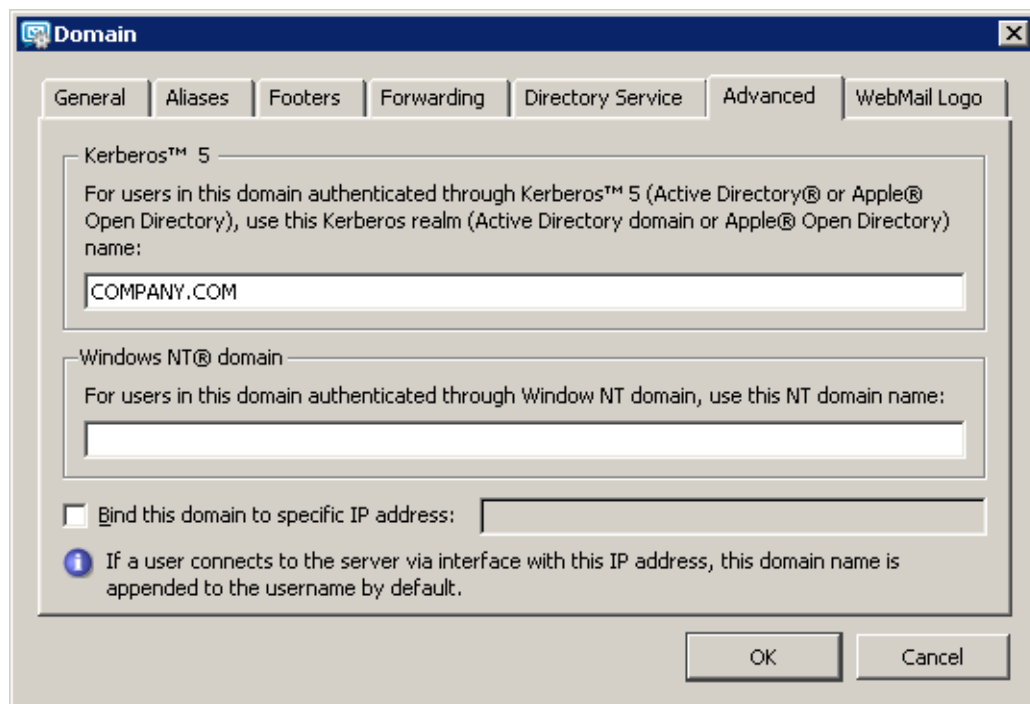 Domain
General Aliases Footers Forwarding Directory Service Advanced WebMail Logo
Kerberos™ 5
For users in this domain authenticated through Kerberos™ 5 (Active Directory® or Apple®
Open Directory), use this Kerberos realm (Active Directory domain or Apple® Open Directory)
name:
COMPANY.COM
Windows NT® domain
For users in this domain authenticated through Window NT domain, use this NT domain name:
Bind this domain to specific IP address:
If a user connects to the server via interface with this IP address, this domain name is
appended to the username by default.
OK Cancel